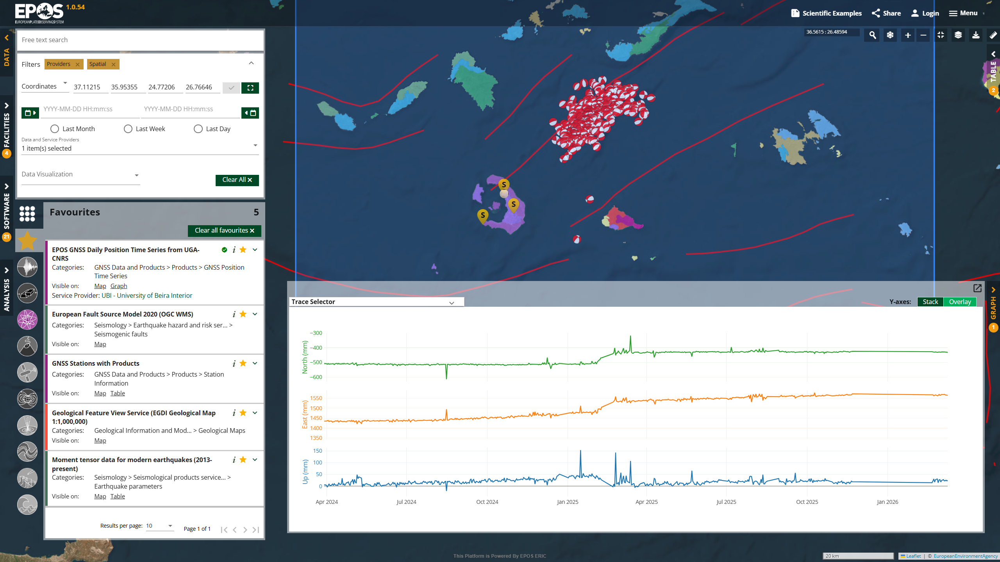 EPOS 1.0.54
EUROPEANPLATEOBSERVINGSYSTEM
Scientific Examples
Share
Login
Menu
36.5615 : 26.48594
DATA
FACILITIES
4
SOFTWARE
21
ANALYSIS
Free text search
Filters
Providers
Spatial
Coordinates
37.11215
35.95355
24.77206
26.76646
YYYY-MM-DD HH:mm:ss
YYYY-MM-DD HH:mm:ss
Last Month
Last Week
Last Day
Data and Service Providers
1 item(s) selected
Data Visualization
Clear All
Favourites
5
Clear all favourites
EPOS GNSS Daily Position Time Series from UGA-
CNRS
Categories: GNSS Data and Products > Products > GNSS Position
Time Series
Visible on: Map Graph
Service Provider: UBI - University of Beira Interior
European Fault Source Model 2020 (OGC WMS)
Categories: Seismology > Earthquake hazard and risk ser... >
Seismogenic faults
Visible on: Map
GNSS Stations with Products
Categories: GNSS Data and Products > Products > Station
Information
Visible on: Map Table
Geological Feature View Service (EGDI Geological Map
1:1,000,000)
Categories: Geological Information and Mod... > Geological Maps
Visible on: Map
Moment tensor data for modern earthquakes (2013-
present)
Categories: Seismology > Seismological products service... >
Earthquake parameters
Visible on: Map Table
Results per page: 10
Page 1 of 1
S
S
S
TABLE
2
GRAPH
1
Trace Selector
Y-axes:
Stack
Overlay
North (mm)
−300
−400
−500
−600
East (mm)
1550
1500
1450
1400
1350
Up (mm)
150
100
50
0
Apr 2024
Jul 2024
Oct 2024
Jan 2025
Apr 2025
Jul 2025
Oct 2025
Jan 2026
This Platform is Powered By EPOS ERIC
20 km
Leaflet | © EuropeanEnvironmentAgency